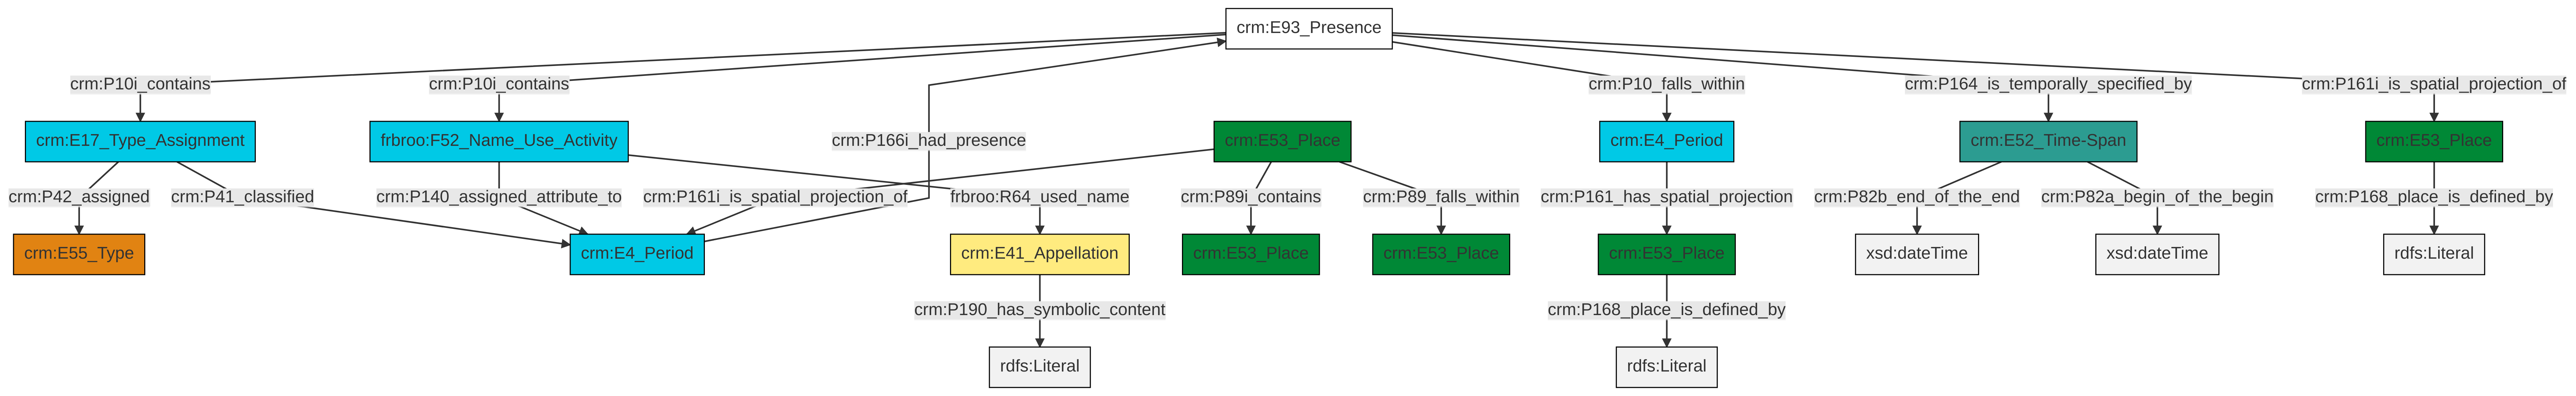 crm:E93_Presence
crm:P10i_contains
crm:P10i_contains
crm:P10_falls_within
crm:P164_is_temporally_specified_by
crm:P161i_is_spatial_projection_of
crm:E17_Type_Assignment
frbroo:F52_Name_Use_Activity
crm:P166i_had_presence
crm:E53_Place
crm:E4_Period
crm:E52_Time-Span
crm:E53_Place
crm:P42_assigned
crm:P41_classified
crm:P140_assigned_attribute_to
crm:P161i_is_spatial_projection_of
frbroo:R64_used_name
crm:P89i_contains
crm:P89_falls_within
crm:P161_has_spatial_projection
crm:P82b_end_of_the_end
crm:P82a_begin_of_the_begin
crm:P168_place_is_defined_by
crm:E55_Type
crm:E4_Period
crm:E41_Appellation
crm:E53_Place
crm:E53_Place
crm:E53_Place
xsd:dateTime
xsd:dateTime
rdfs:Literal
crm:P190_has_symbolic_content
crm:P168_place_is_defined_by
rdfs:Literal
rdfs:Literal